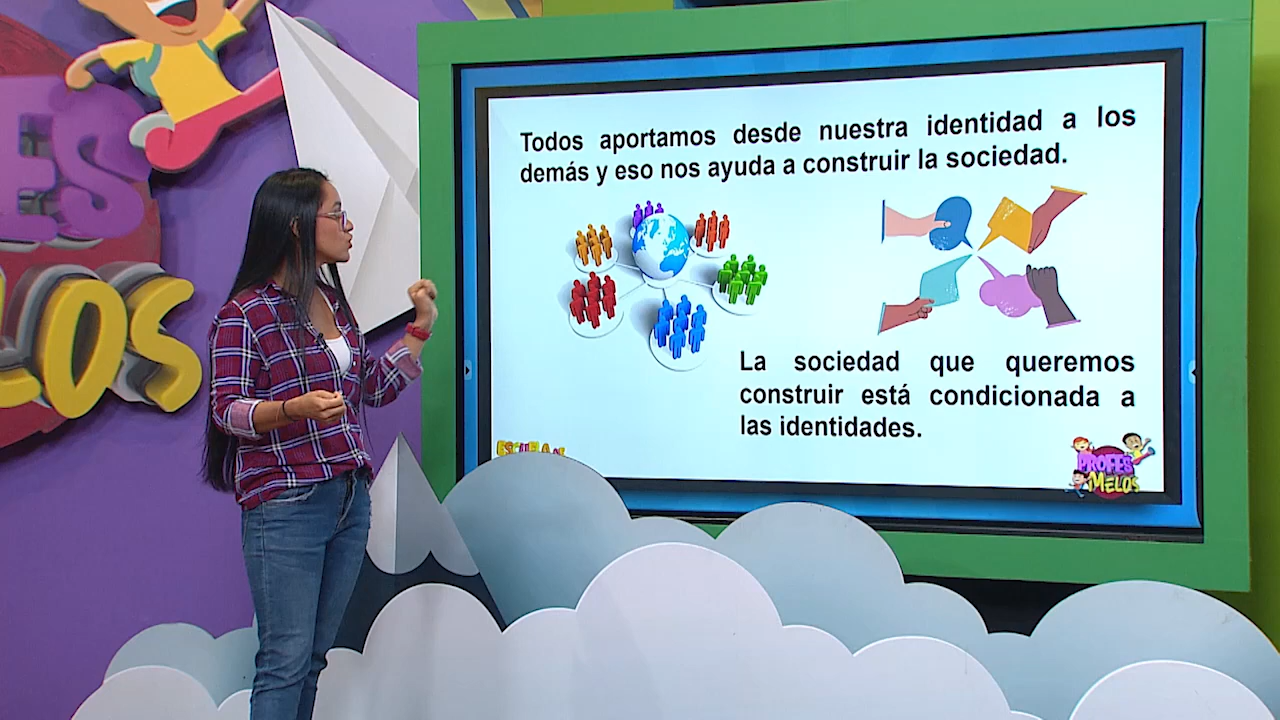 Todos aportamos desde nuestra identidad a los
demás y eso nos ayuda a construir la sociedad.
La sociedad que queremos
construir está condicionada a
las identidades.
PROFES
MELOS